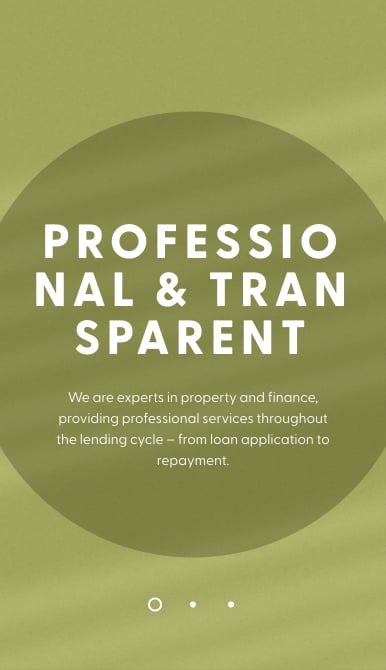 PROFESSIO
NAL & TRAN
SPARENT
We are experts in property and finance,
providing professional services throughout
the lending cycle – from loan application to
repayment.